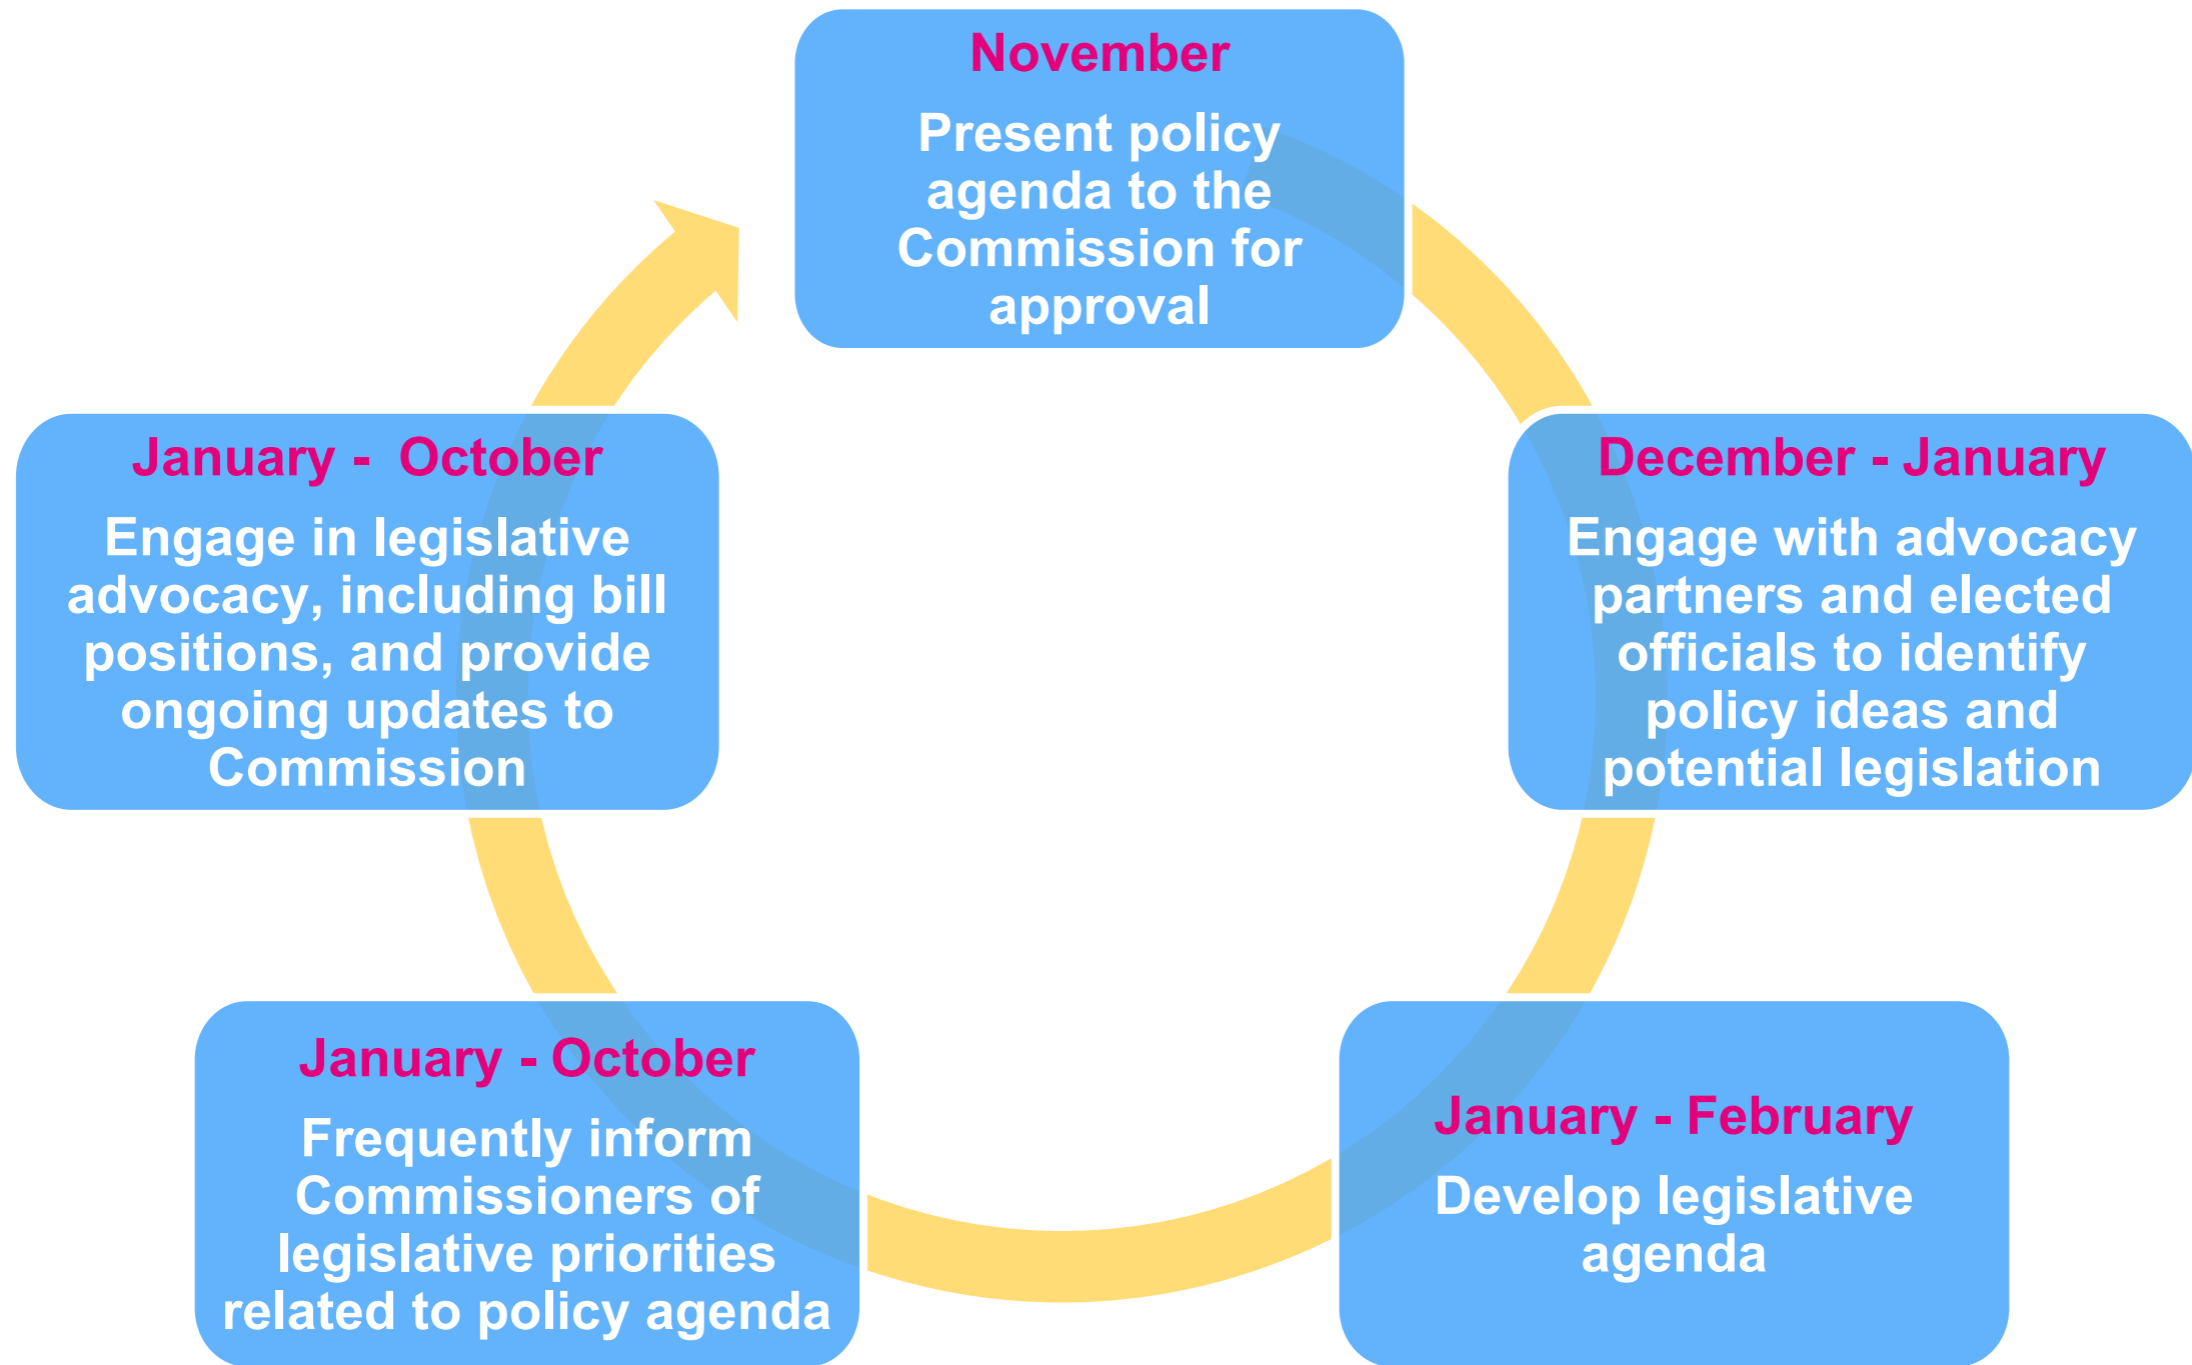 November
Present policy
agenda to the
Commission for
approval
December - January
Engage with advocacy
partners and elected
officials to identify
policy ideas and
potential legislation
January - February
Develop legislative
agenda
January - October
Frequently inform
Commissioners of
legislative priorities
related to policy agenda
January -  October
Engage in legislative
advocacy, including bill
positions, and provide
ongoing updates to
Commission